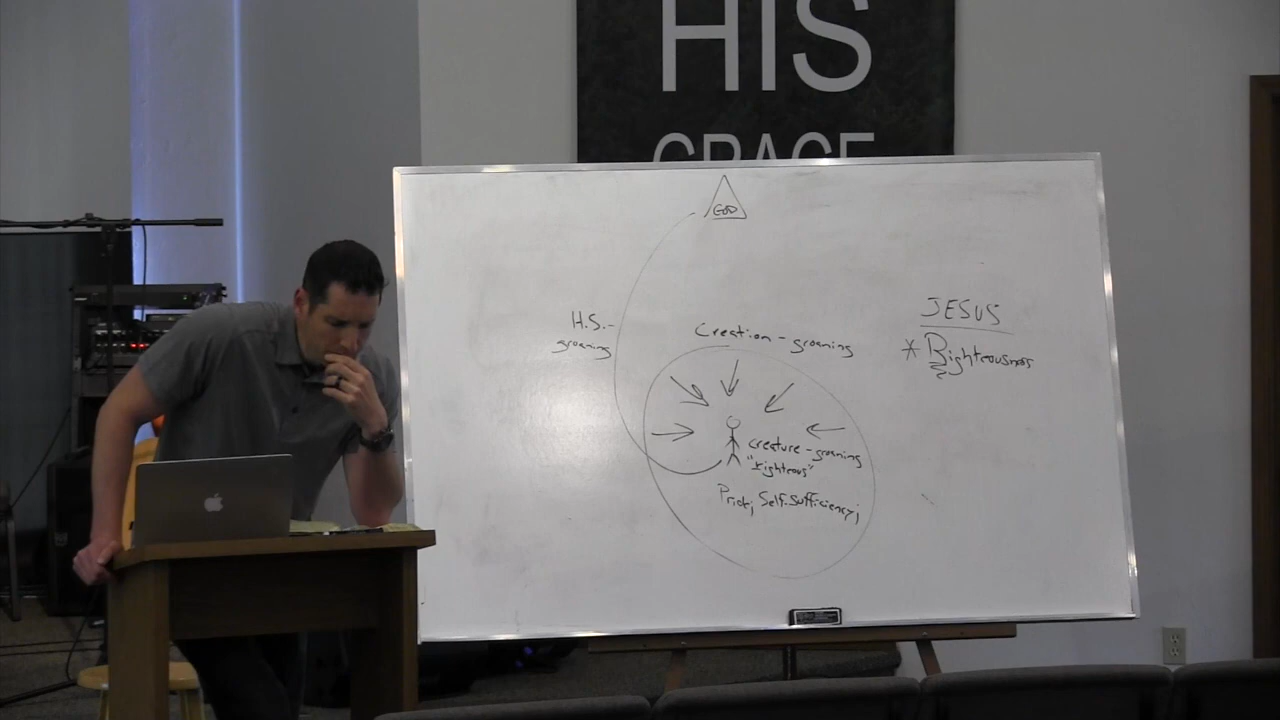 HIS
GRACE
GOD
H.S.-
groaning
Creation-groaning
JESUS
* Righteousness
creature-groaning
"righteous"
Pride; Self-sufficiency;